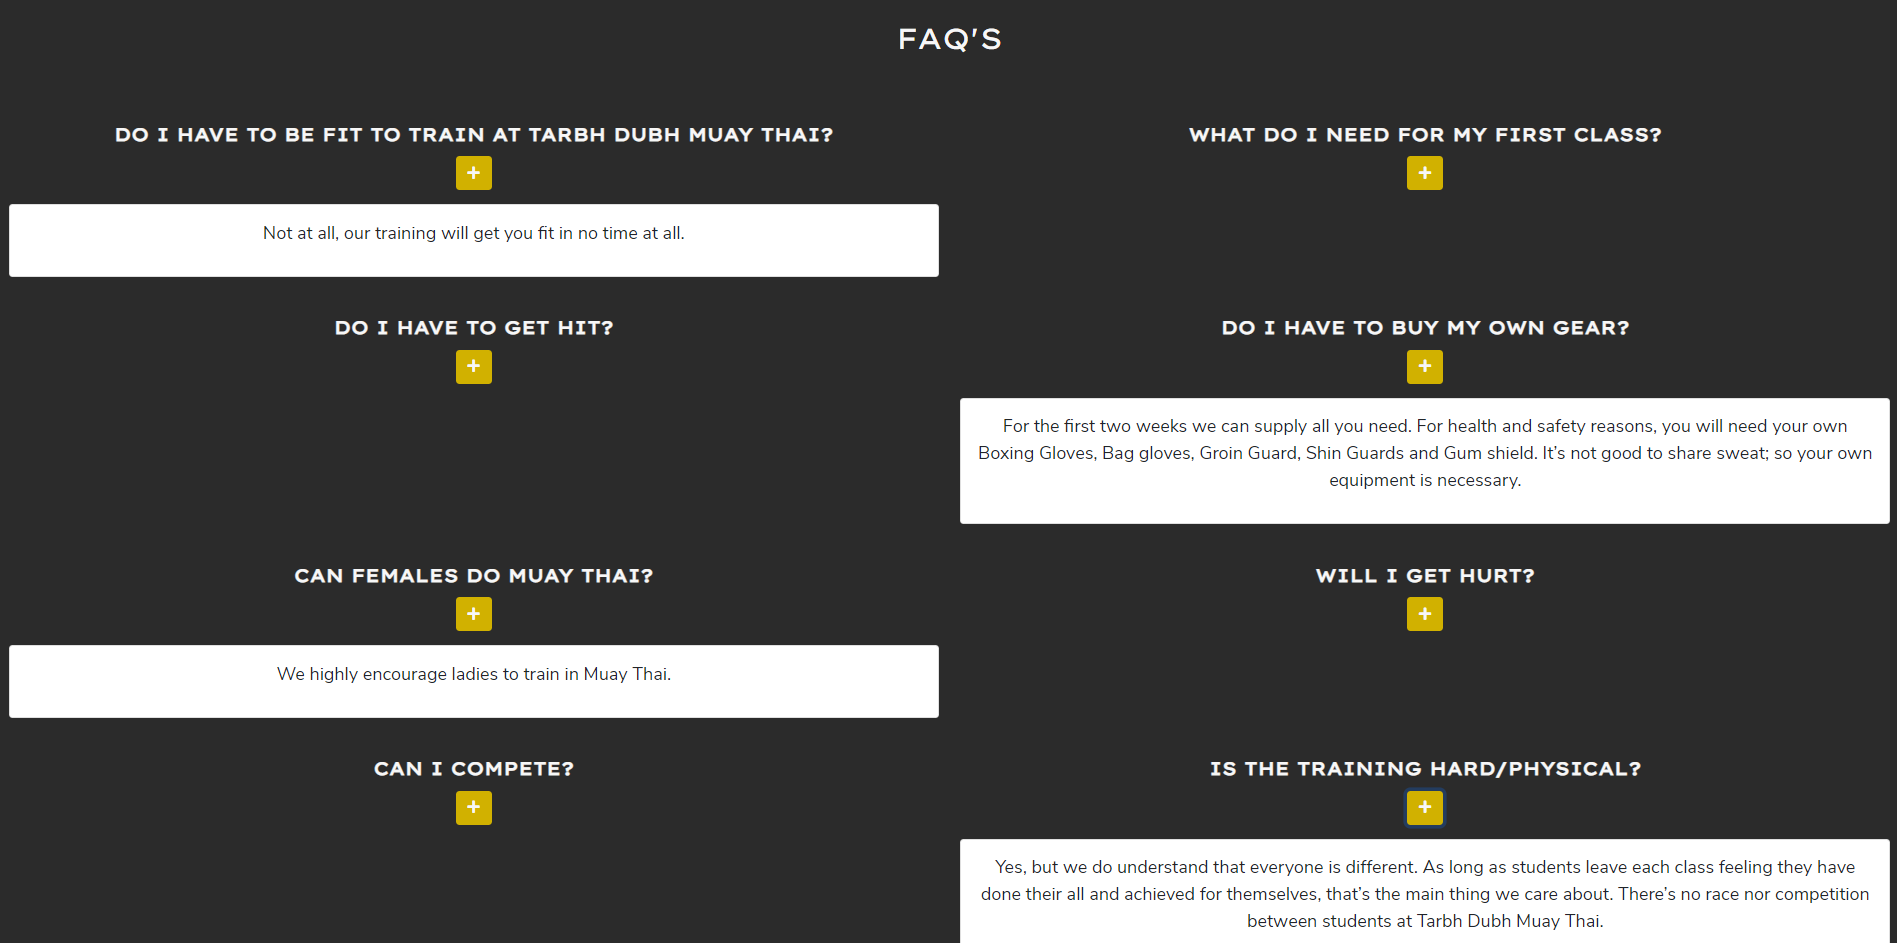 FAQ'S
DO I HAVE TO BE FIT TO TRAIN AT TARBH DUBH MUAY THAI?
+
Not at all, our training will get you fit in no time at all.
WHAT DO I NEED FOR MY FIRST CLASS?
+
DO I HAVE TO GET HIT?
+
DO I HAVE TO BUY MY OWN GEAR?
+
For the first two weeks we can supply all you need. For health and safety reasons, you will need your own
Boxing Gloves, Bag gloves, Groin Guard, Shin Guards and Gum shield. It’s not good to share sweat; so your own
equipment is necessary.
CAN FEMALES DO MUAY THAI?
+
We highly encourage ladies to train in Muay Thai.
WILL I GET HURT?
+
CAN I COMPETE?
+
IS THE TRAINING HARD/PHYSICAL?
+
Yes, but we do understand that everyone is different. As long as students leave each class feeling they have
done their all and achieved for themselves, that’s the main thing we care about. There’s no race nor competition
between students at Tarbh Dubh Muay Thai.